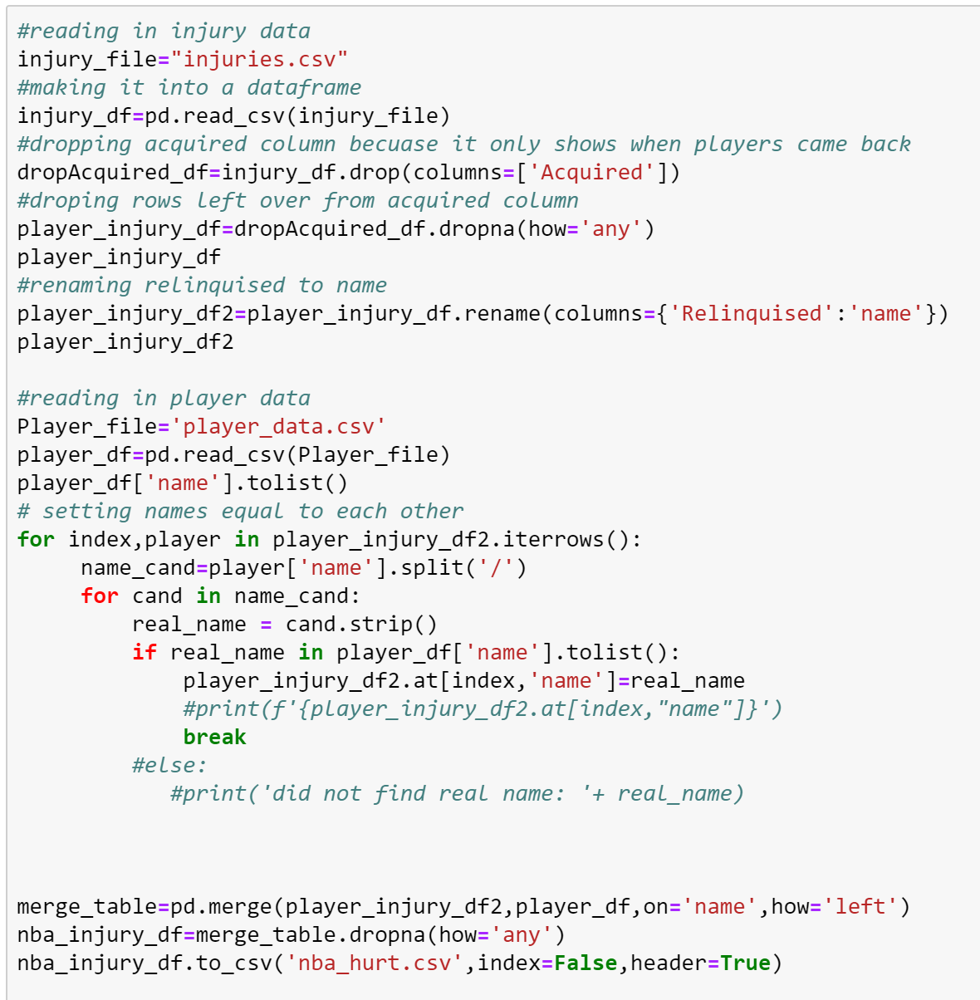 #reading in injury data
injury_file="injuries.csv"
#making it into a dataframe
injury_df=pd.read_csv(injury_file)
#dropping acquired column becuase it only shows when players came back
dropAcquired_df=injury_df.drop(columns=['Acquired'])
#droping rows left over from acquired column
player_injury_df=dropAcquired_df.dropna(how='any')
player_injury_df
#renaming relinquised to name
player_injury_df2=player_injury_df.rename(columns={'Relinquised':'name'})
player_injury_df2

#reading in player data
Player_file='player_data.csv'
player_df=pd.read_csv(Player_file)
player_df['name'].tolist()
# setting names equal to each other
for index,player in player_injury_df2.iterrows():
     name_cand=player['name'].split('/')
     for cand in name_cand:
         real_name = cand.strip()
         if real_name in player_df['name'].tolist():
             player_injury_df2.at[index,'name']=real_name
             #print(f'{player_injury_df2.at[index,"name"]}')
             break
         #else:
            #print('did not find real name: '+ real_name)

merge_table=pd.merge(player_injury_df2,player_df,on='name',how='left')
nba_injury_df=merge_table.dropna(how='any')
nba_injury_df.to_csv('nba_hurt.csv',index=False,header=True)